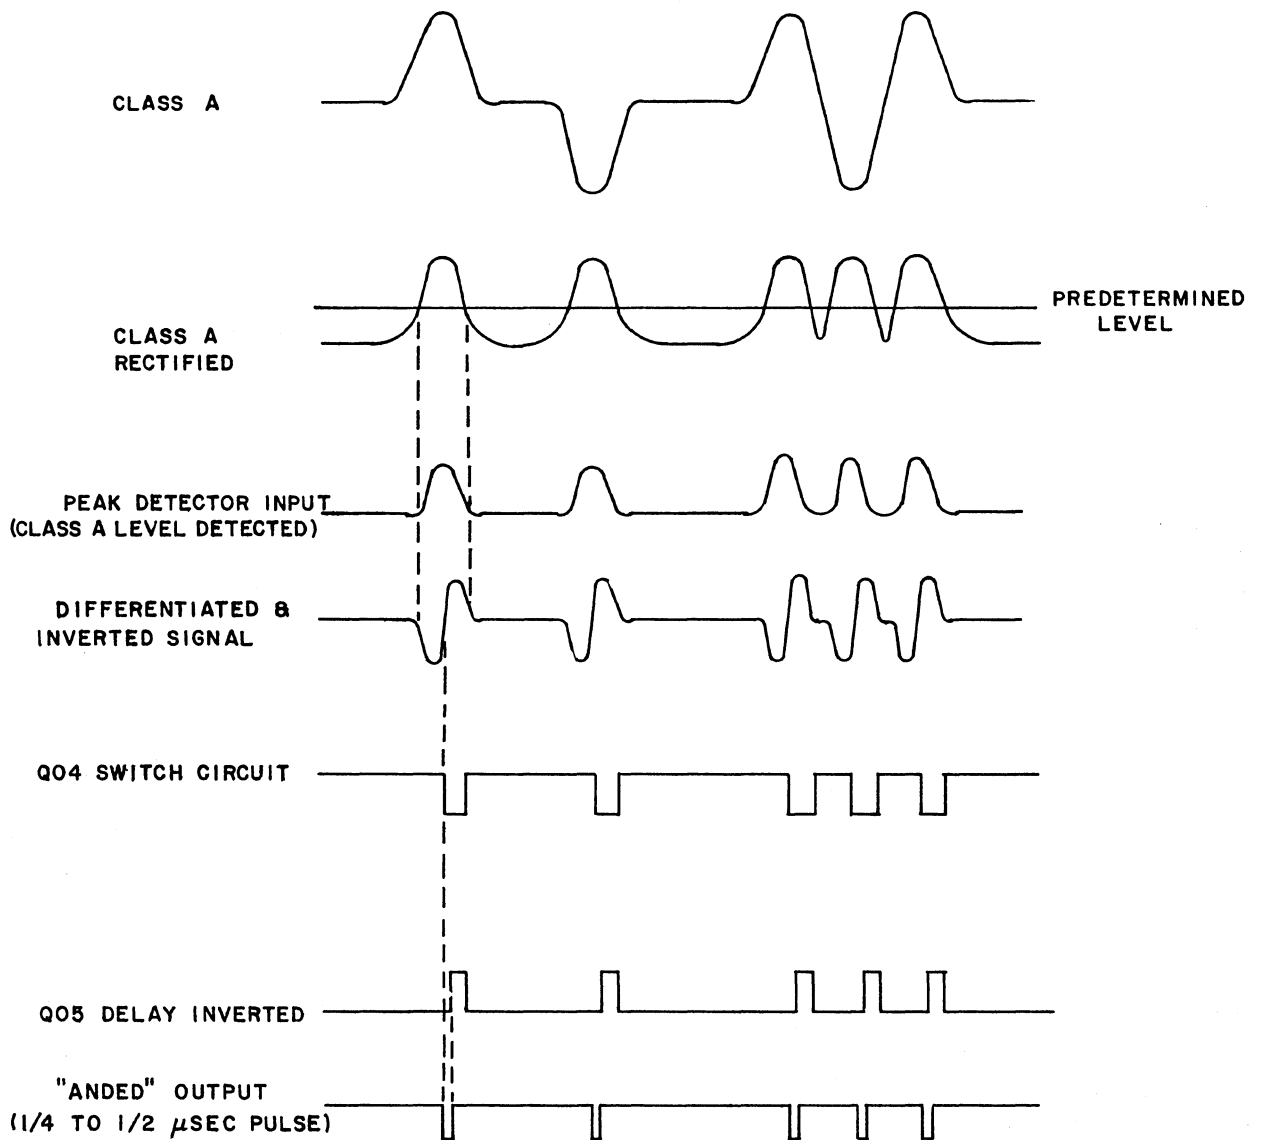 CLASS A
PREDETERMINED
LEVEL
CLASS A
RECTIFIED
PEAK DETECTOR INPUT
(CLASS A LEVEL DETECTED)
DIFFERENTIATED &
INVERTED SIGNAL
Q04 SWITCH CIRCUIT
Q05 DELAY INVERTED
"ANDED" OUTPUT
(1/4 TO 1/2 μSEC PULSE)